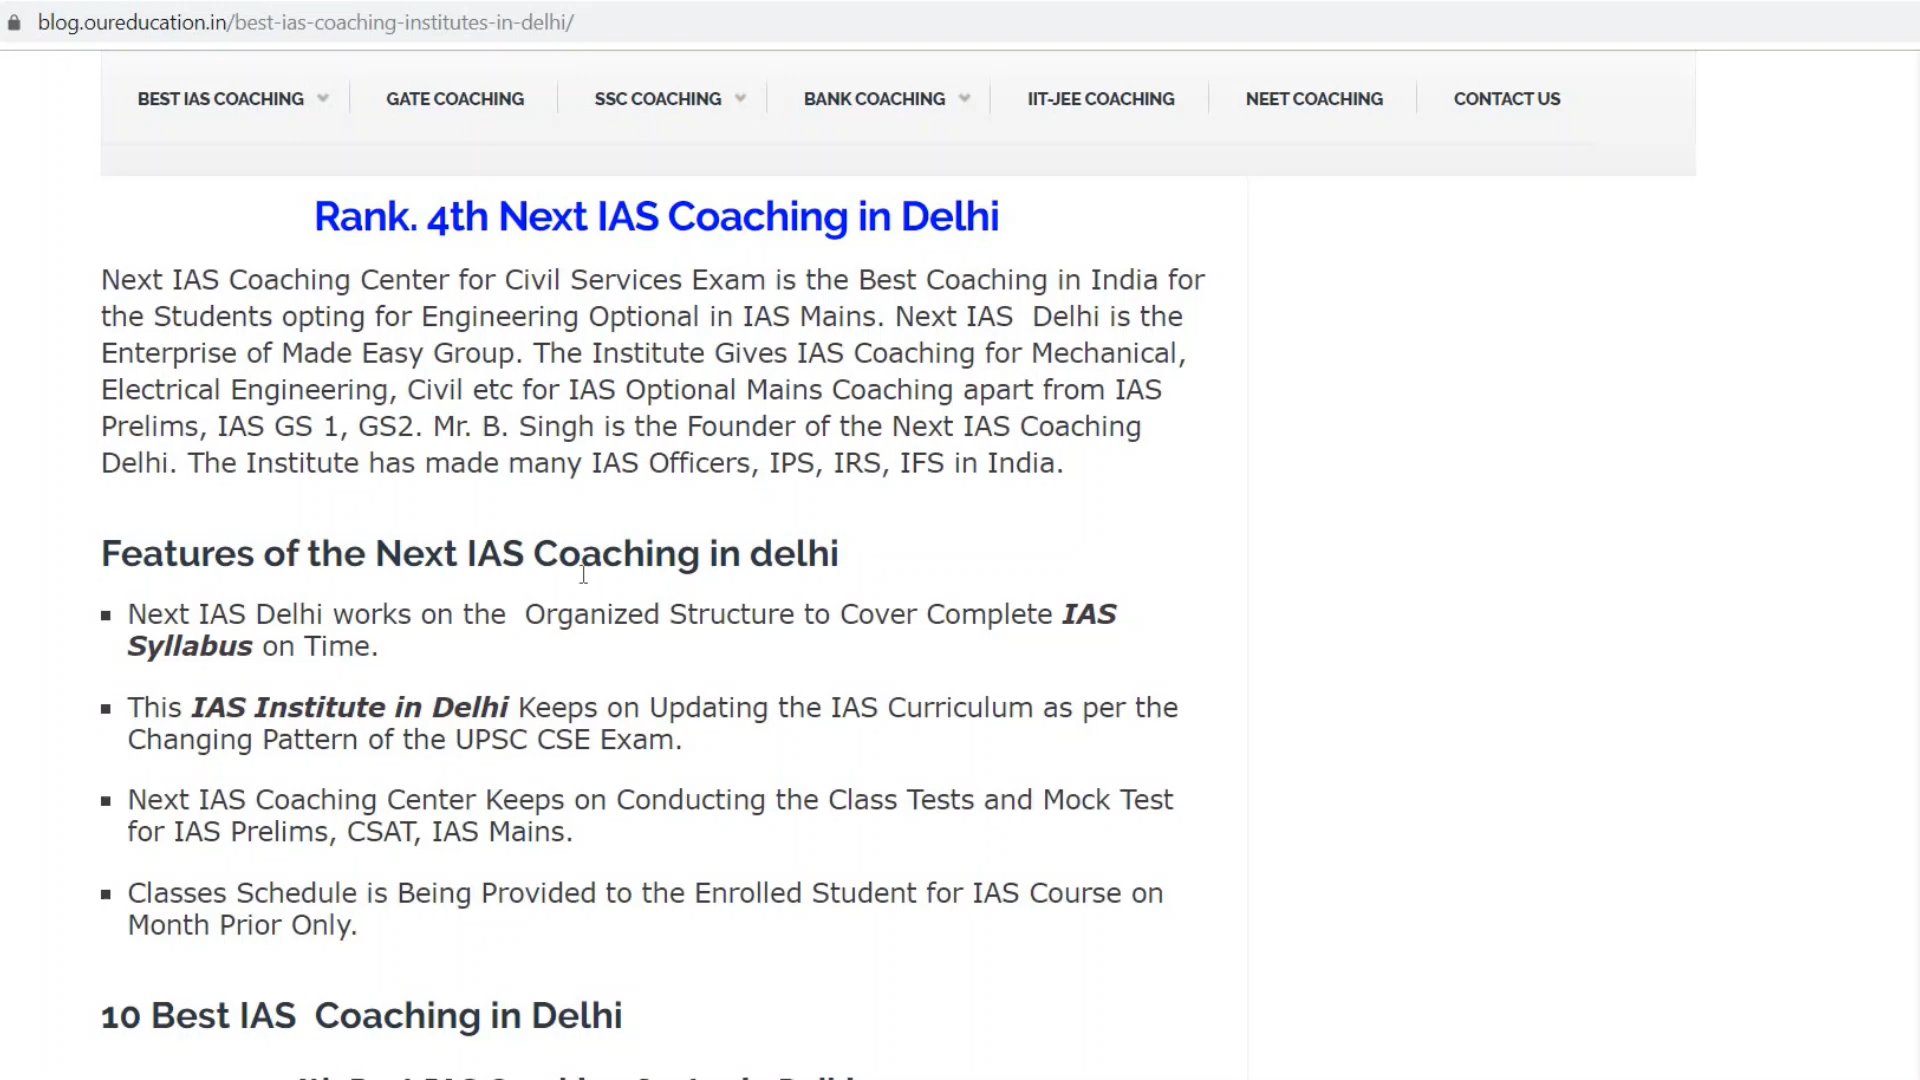 blog.oureducation.in/best-ias-coaching-institutes-in-delhi/
BEST IAS COACHING GATE COACHING SSC COACHING BANK COACHING IIT-JEE COACHING NEET COACHING CONTACT US
Rank. 4th Next IAS Coaching in Delhi
Next IAS Coaching Center for Civil Services Exam is the Best Coaching in India for
the Students opting for Engineering Optional in IAS Mains. Next IAS Delhi is the
Enterprise of Made Easy Group. The Institute Gives IAS Coaching for Mechanical,
Electrical Engineering, Civil etc for IAS Optional Mains Coaching apart from IAS
Prelims, IAS GS 1, GS2. Mr. B. Singh is the Founder of the Next IAS Coaching
Delhi. The Institute has made many IAS Officers, IPS, IRS, IFS in India.
Features of the Next IAS Coaching in delhi
▪ Next IAS Delhi works on the Organized Structure to Cover Complete IAS
Syllabus on Time.
▪ This IAS Institute in Delhi Keeps on Updating the IAS Curriculum as per the
Changing Pattern of the UPSC CSE Exam.
▪ Next IAS Coaching Center Keeps on Conducting the Class Tests and Mock Test
for IAS Prelims, CSAT, IAS Mains.
▪ Classes Schedule is Being Provided to the Enrolled Student for IAS Course on
Month Prior Only.
10 Best IAS Coaching in Delhi